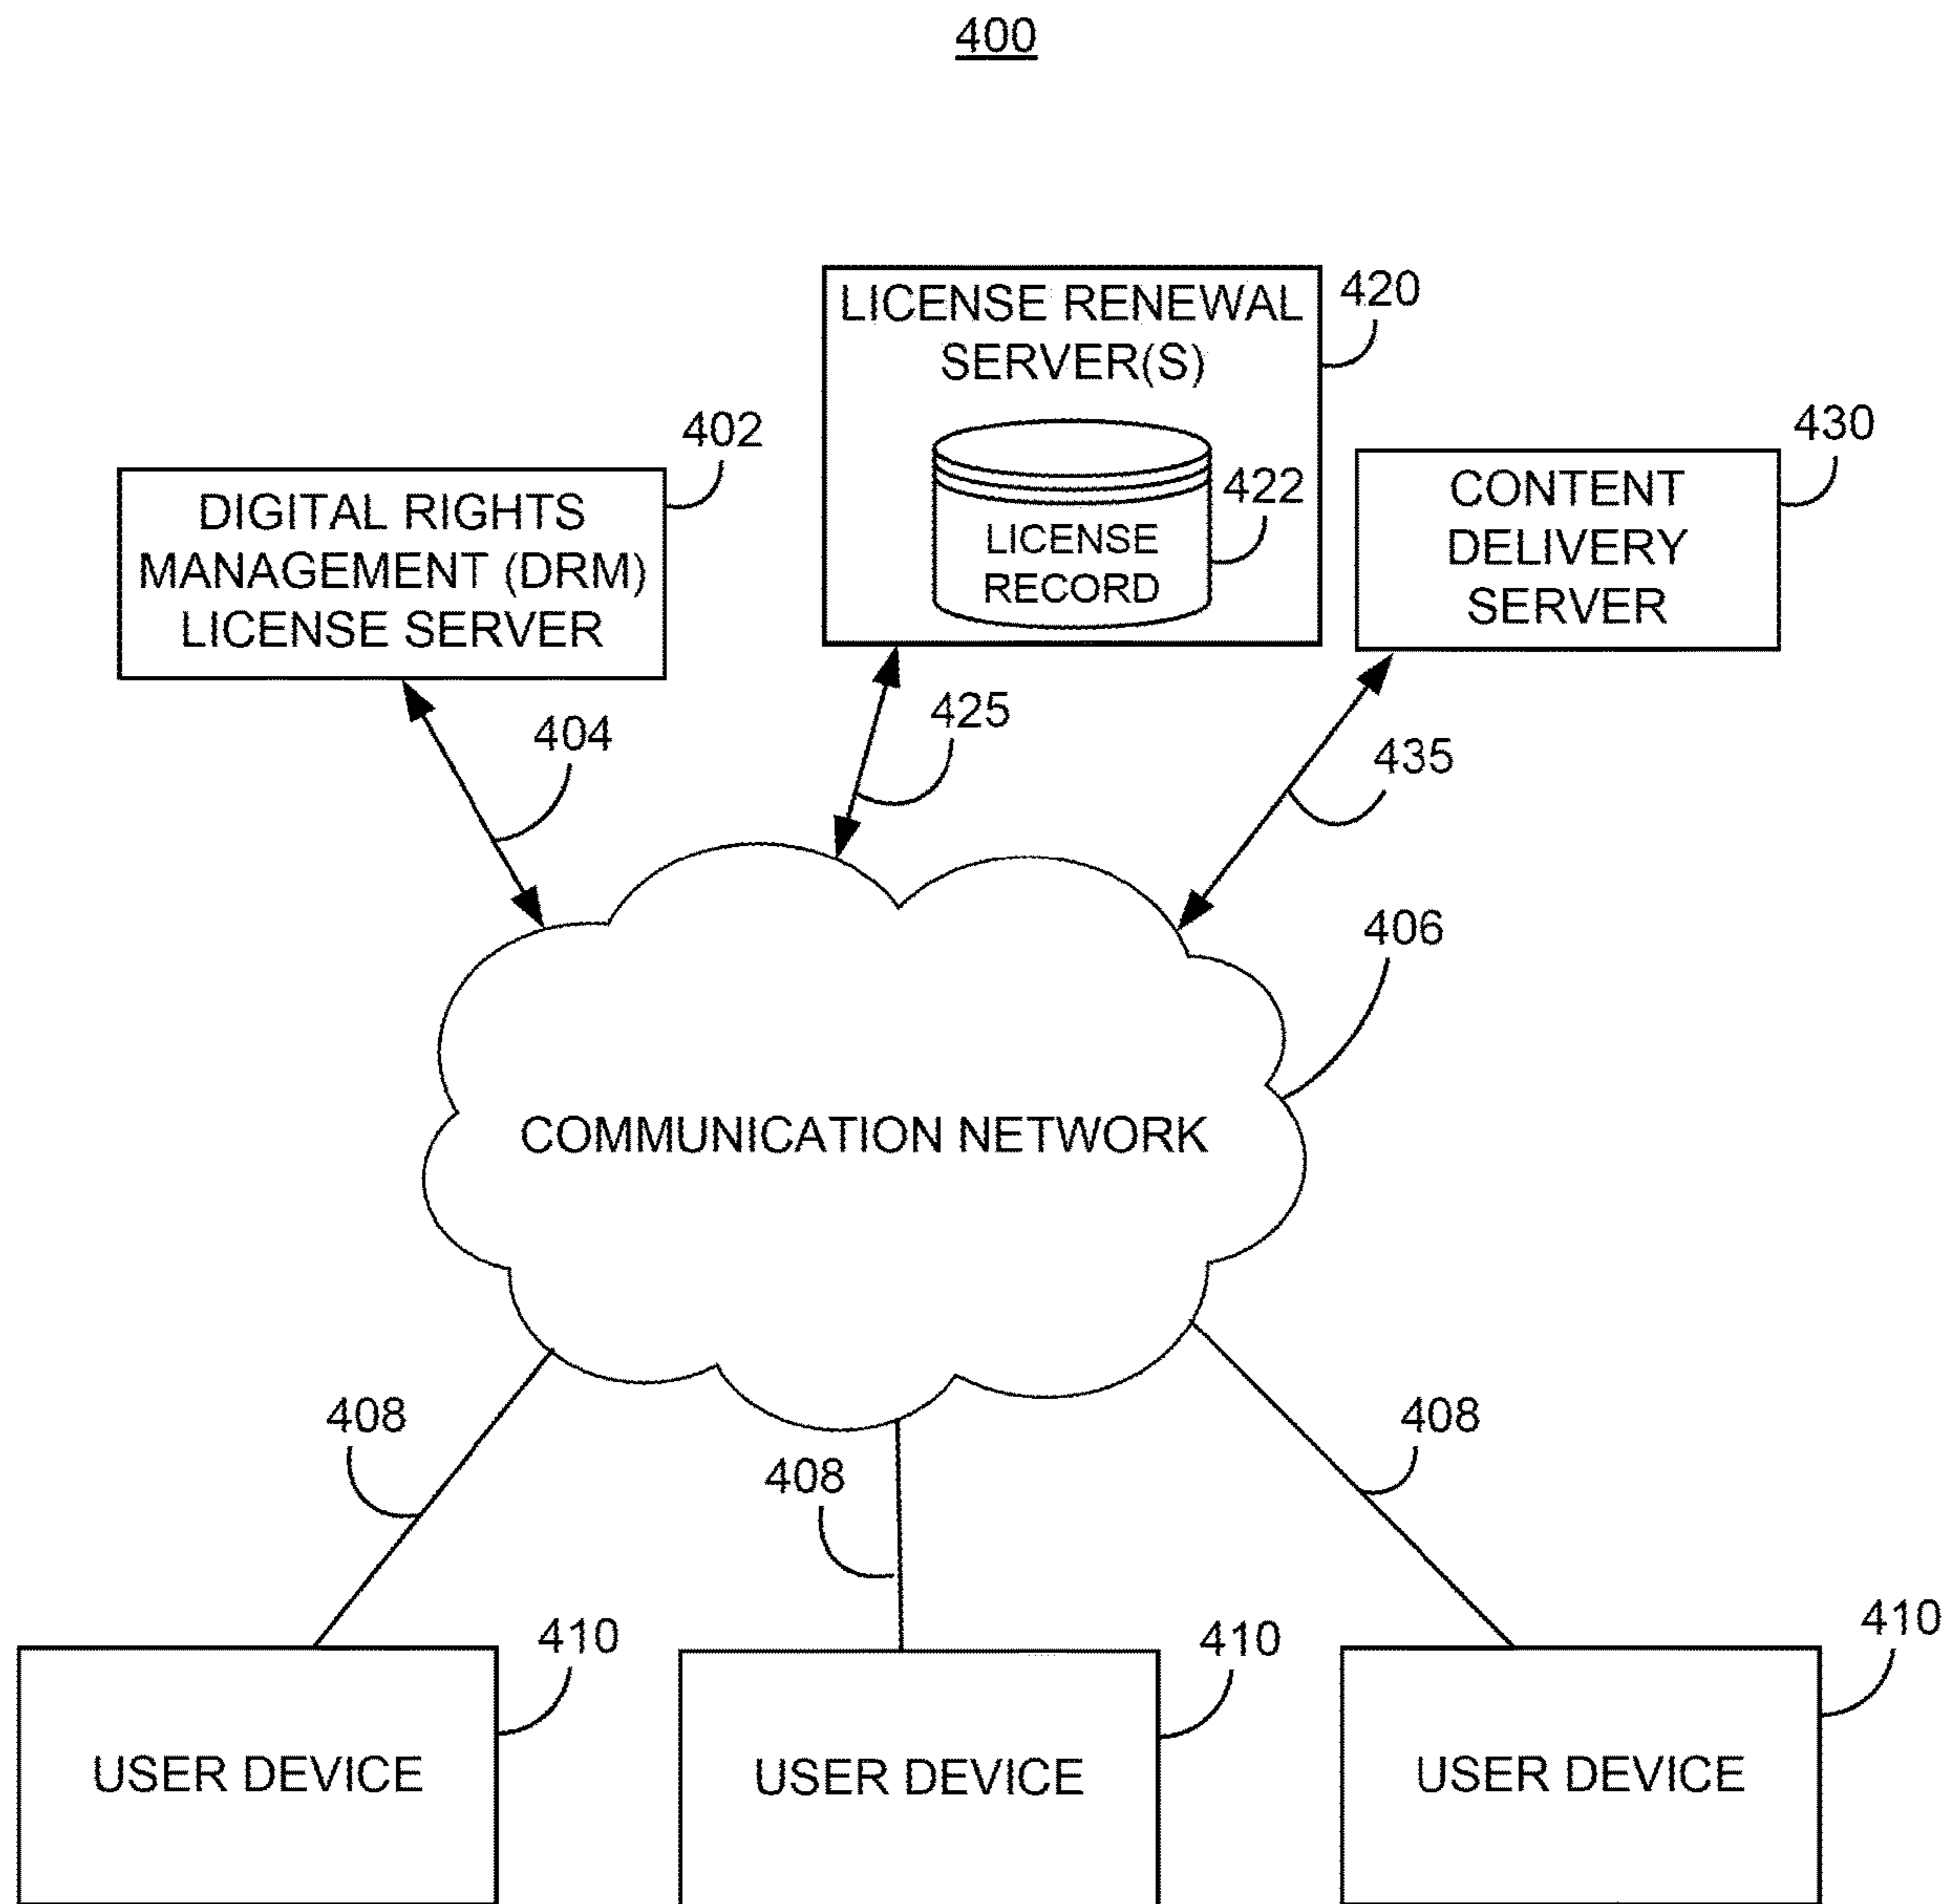 400
LICENSE RENEWAL
SERVER(S)
420
LICENSE
RECORD
422
402
DIGITAL RIGHTS
MANAGEMENT (DRM)
LICENSE SERVER
430
CONTENT
DELIVERY
SERVER
404
425
435
406
COMMUNICATION NETWORK
408
408
408
410
USER DEVICE
410
USER DEVICE
410
USER DEVICE